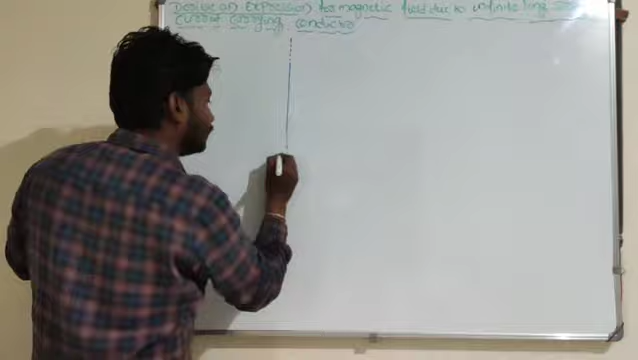 Derive an Expression for magnetic field due to infinite long
current carrying conductor